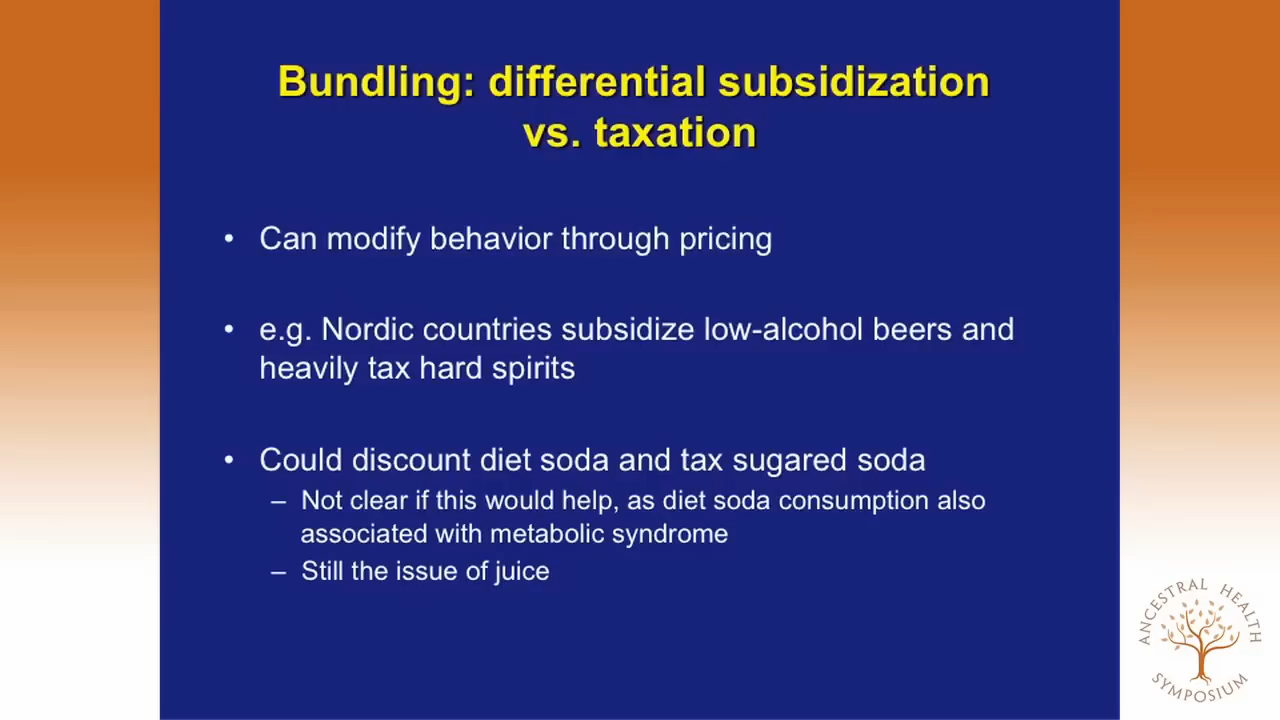 Bundling: differential subsidization
vs. taxation
• Can modify behavior through pricing
• e.g. Nordic countries subsidize low-alcohol beers and
heavily tax hard spirits
• Could discount diet soda and tax sugared soda
– Not clear if this would help, as diet soda consumption also
associated with metabolic syndrome
– Still the issue of juice
ANCESTRAL HEALTH
SYMPOSIUM